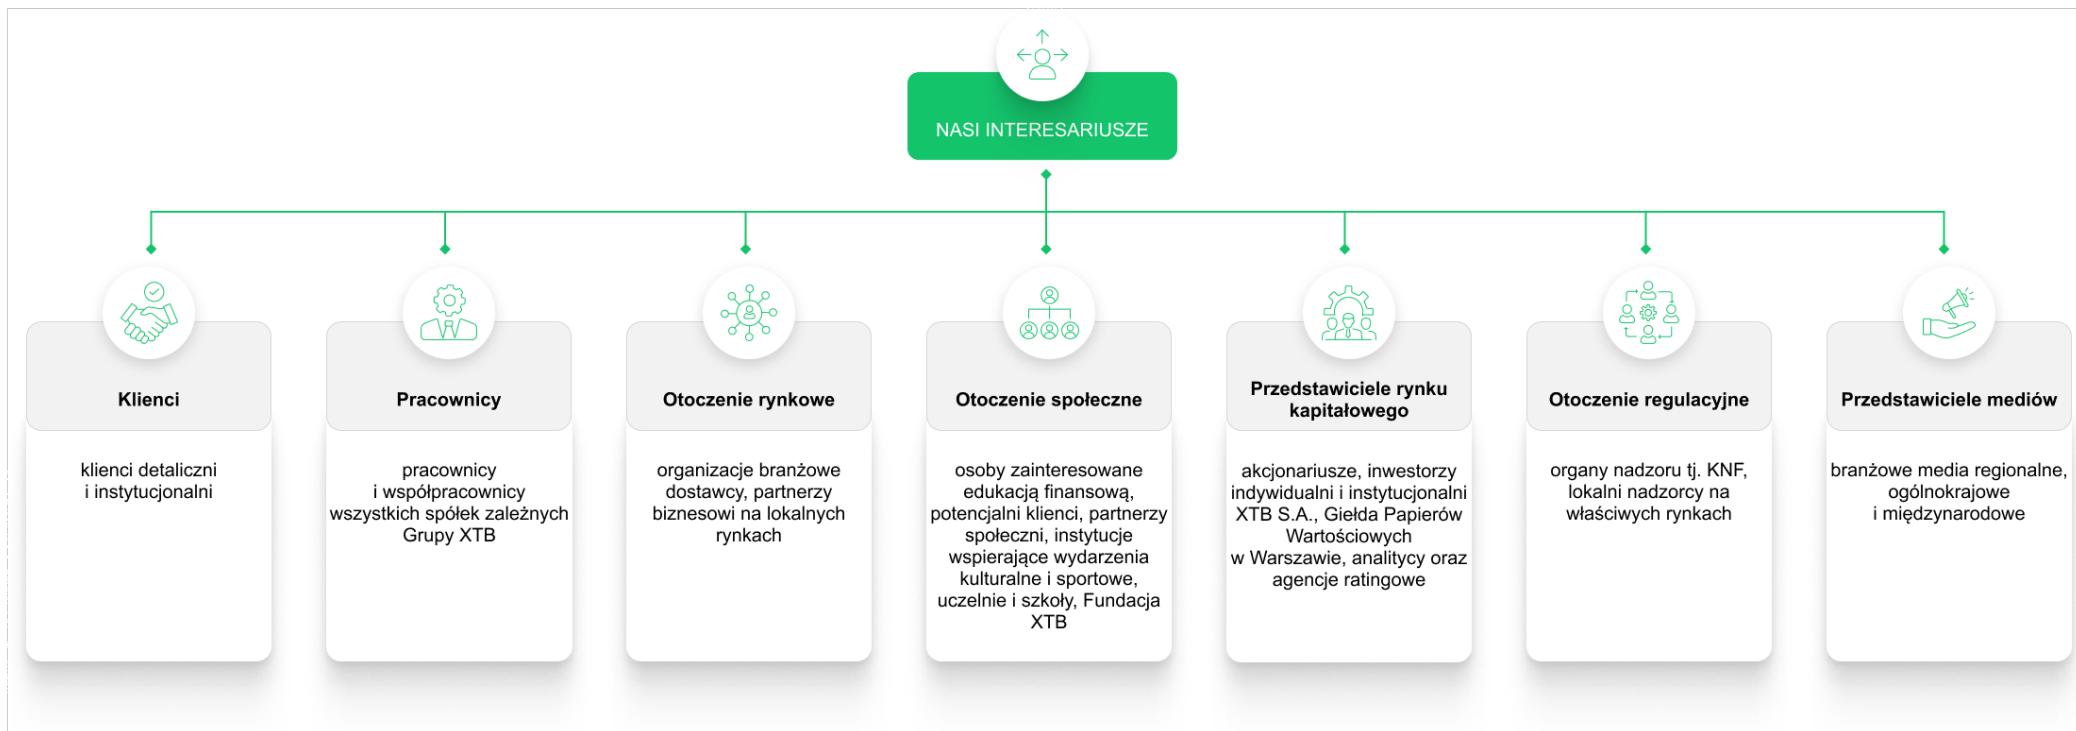 NASI INTERESARIUSZE
Klienci
klienci detaliczni
i instytucjonalni
Pracownicy
pracownicy
i współpracownicy
wszystkich spółek zależnych
Grupy XTB
Otoczenie rynkowe
organizacje branżowe
dostawcy, partnerzy
biznesowi na lokalnych
rynkach
Otoczenie społeczne
osoby zainteresowane
edukacją finansową,
potencjalni klienci, partnerzy
społeczni, instytucje
wspierające wydarzenia
kulturalne i sportowe,
uczelnie i szkoły, Fundacja
XTB
Przedstawiciele rynku
kapitałowego
akcjonariusze, inwestorzy
indywidualni i instytucjonalni
XTB S.A., Giełda Papierów
Wartościowych
w Warszawie, analitycy oraz
agencje ratingowe
Otoczenie regulacyjne
organy nadzoru tj. KNF,
lokalni nadzorcy na
właściwych rynkach
Przedstawiciele mediów
branżowe media regionalne,
ogólnokrajowe
i międzynarodowe